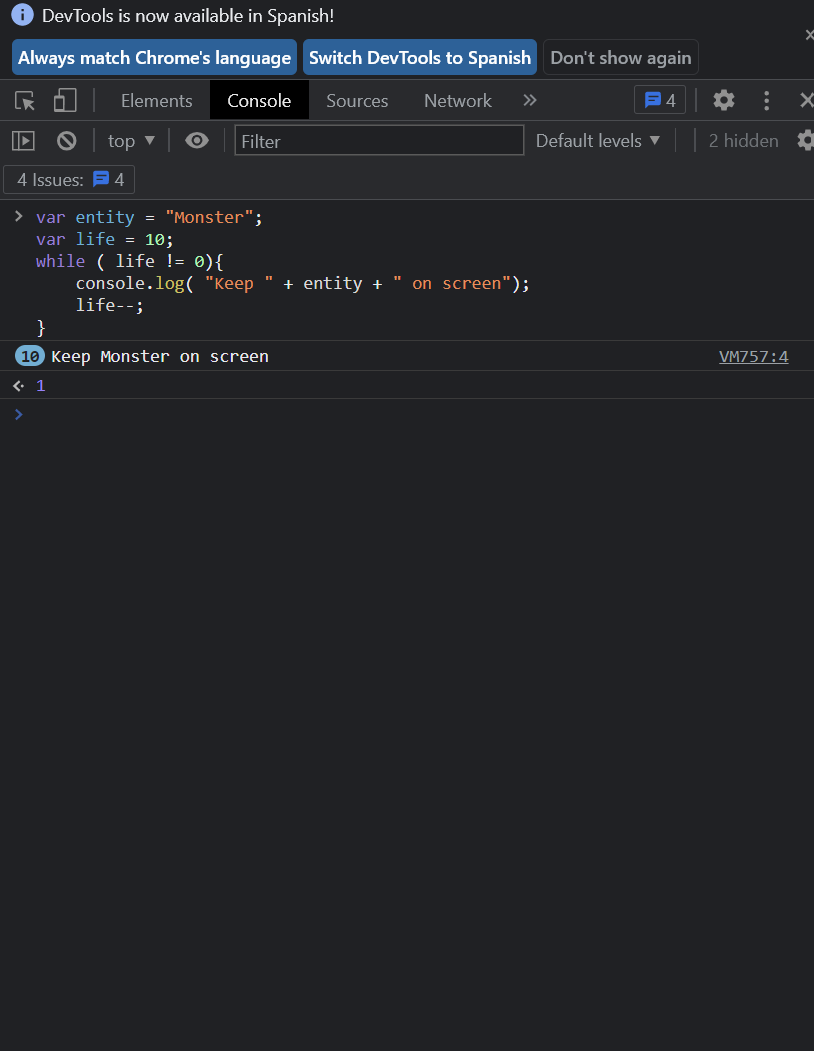 DevTools is now available in Spanish!
Always match Chrome's language Switch DevTools to Spanish Don't show again
Elements Console Sources Network 4
top Filter Default levels 2 hidden
4 Issues: 4
var entity = "Monster";
var life = 10;
while ( life != 0){
    console.log( "Keep " + entity + " on screen");
    life--;
}
10 Keep Monster on screen VM757:4
1